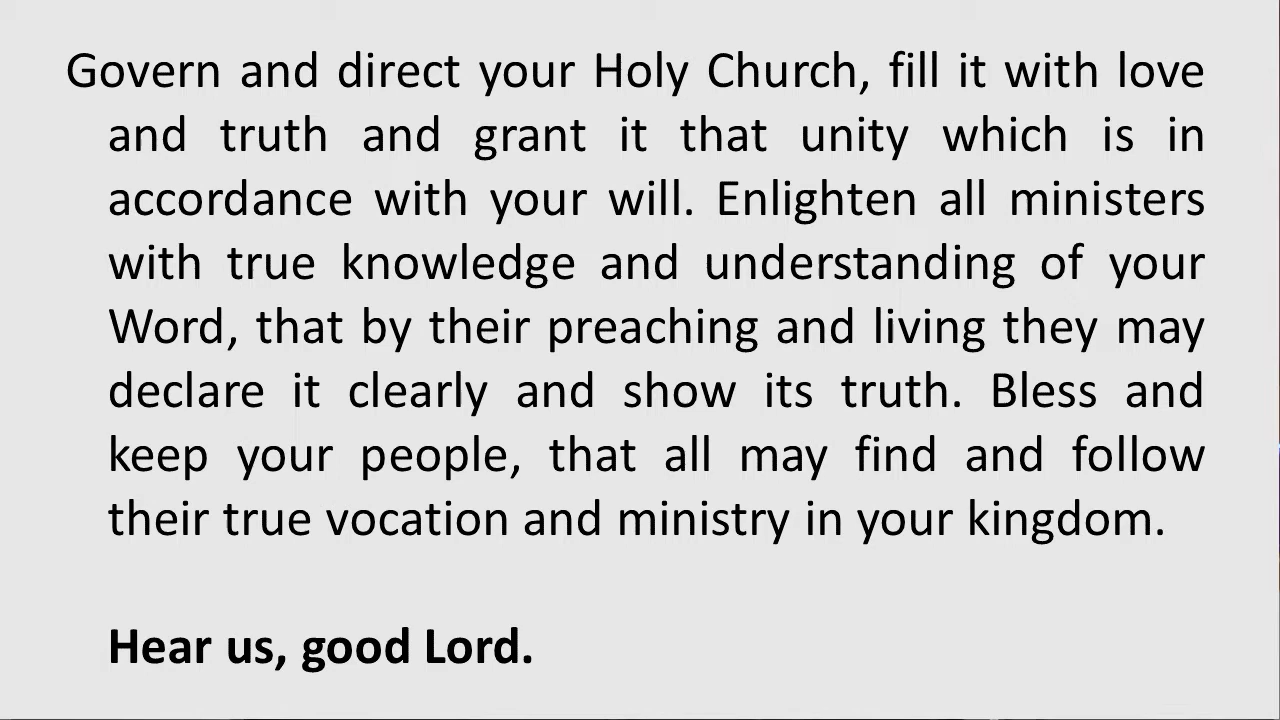 Govern and direct your Holy Church, fill it with love
and truth and grant it that unity which is in
accordance with your will. Enlighten all ministers
with true knowledge and understanding of your
Word, that by their preaching and living they may
declare it clearly and show its truth. Bless and
keep your people, that all may find and follow
their true vocation and ministry in your kingdom.
Hear us, good Lord.